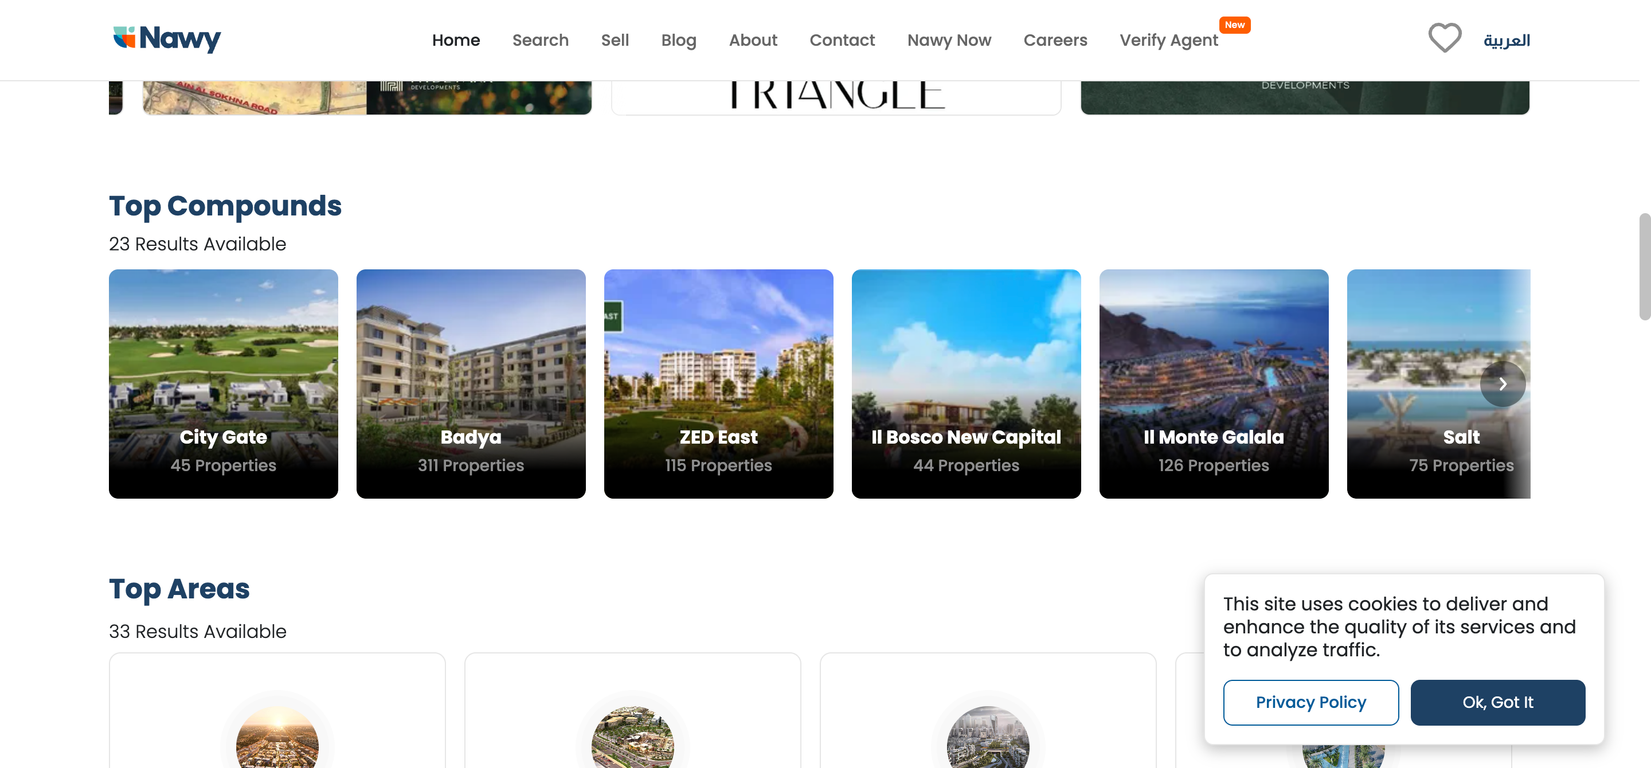 Nawy
Home Search Sell Blog About Contact Nawy Now Careers Verify Agent New العربية
AIN AL SOKHNA ROAD
DEVELOPMENTS
TRIANGLE
DEVELOPMENTS
Top Compounds
23 Results Available
City Gate
45 Properties
Badya
311 Properties
AST
ZED East
115 Properties
Il Bosco New Capital
44 Properties
Il Monte Galala
126 Properties
Salt
75 Properties
Top Areas
33 Results Available
This site uses cookies to deliver and
enhance the quality of its services and
to analyze traffic.
Privacy Policy
Ok, Got It